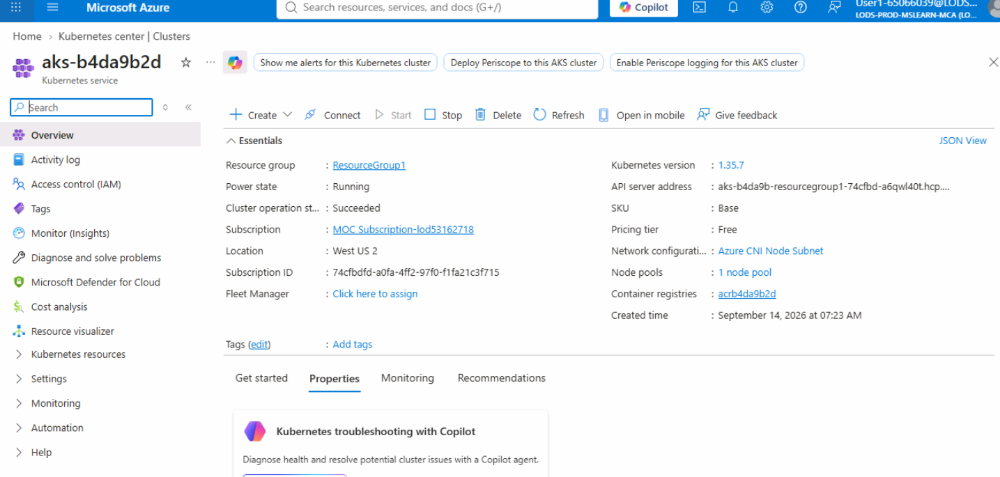 Microsoft Azure
Search resources, services, and docs (G+/)
Copilot
User1-65066039@LODS...
LODS-PROD-MSLEARN-MCA (LO...
Home > Kubernetes center | Clusters
aks-b4da9b2d
Kubernetes service
Show me alerts for this Kubernetes cluster
Deploy Periscope to this AKS cluster
Enable Periscope logging for this AKS cluster
Search
Overview
Activity log
Access control (IAM)
Tags
Monitor (Insights)
Diagnose and solve problems
Microsoft Defender for Cloud
Cost analysis
Resource visualizer
Kubernetes resources
Settings
Monitoring
Automation
Help
Create
Connect
Start
Stop
Delete
Refresh
Open in mobile
Give feedback
Essentials
JSON View
Resource group : ResourceGroup1
Power state : Running
Cluster operation st... : Succeeded
Subscription : MOC Subscription-lod53162718
Location : West US 2
Subscription ID : 74cfbdfd-a0fa-4ff2-97f0-f1fa21c3f715
Fleet Manager : Click here to assign
Kubernetes version : 1.35.7
API server address : aks-b4da9b-resourcegroup1-74cfbd-a6qwl40t.hcp....
SKU : Base
Pricing tier : Free
Network configurati... : Azure CNI Node Subnet
Node pools : 1 node pool
Container registries : acrb4da9b2d
Created time : September 14, 2026 at 07:23 AM
Tags (edit) : Add tags
Get started
Properties
Monitoring
Recommendations
Kubernetes troubleshooting with Copilot
Diagnose health and resolve potential cluster issues with a Copilot agent.